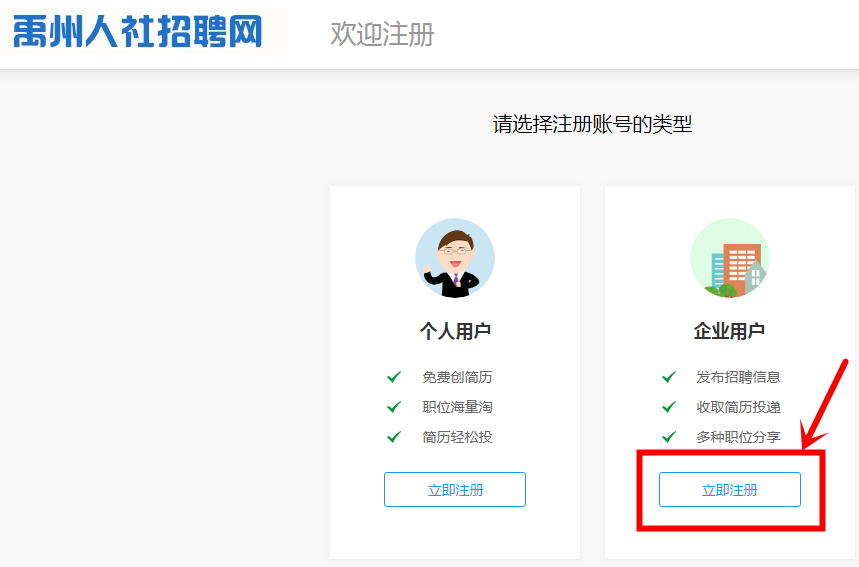 禹州人社招聘网
欢迎注册
请选择注册账号的类型
个人用户
免费创简历
职位海量淘
简历轻松投
立即注册
企业用户
发布招聘信息
收取简历投递
多种职位分享
立即注册